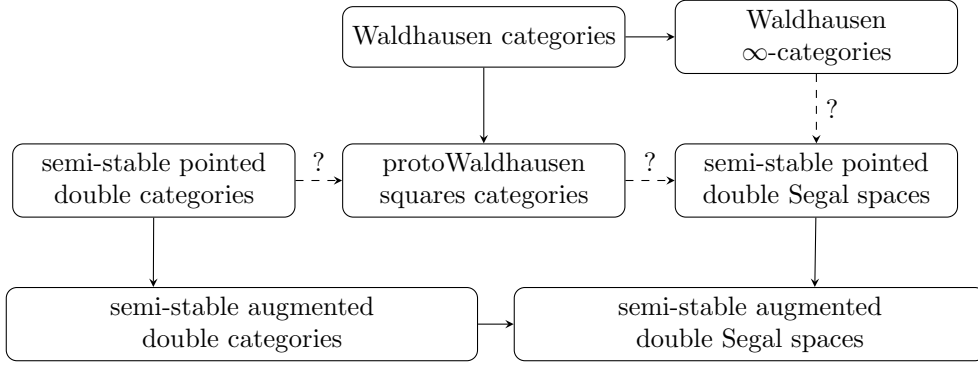 Waldhausen categories
Waldhausen
∞-categories
?
semi-stable pointed
double categories
?
protoWaldhausen
squares categories
?
semi-stable pointed
double Segal spaces
semi-stable augmented
double categories
semi-stable augmented
double Segal spaces